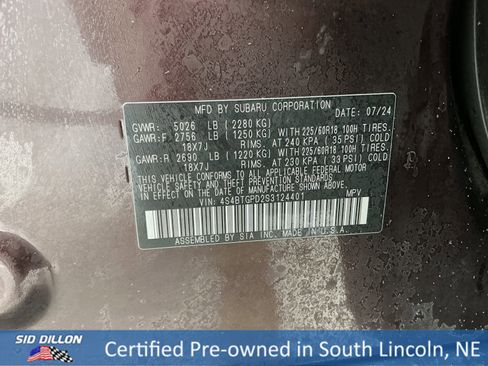 MFD BY SUBARU CORPORATION DATE: 07/24
GVWR: 5026 LB (2280 KG)
GAWR:F 2756 LB (1250 KG) WITH 225/60R18 100H TIRES.
18X7J RIMS. AT 240 KPA (35 PSI) COLD
GAWR:R 2690 LB (1220 KG) WITH 225/60R18 100H TIRES.
18X7J RIMS. AT 230 KPA (33 PSI) COLD
THIS VEHICLE CONFORMS TO ALL APPLICABLE FEDERAL MOTOR
VEHICLE SAFETY, BUMPER, AND THEFT PREVENTION STANDARDS
IN EFFECT ON THE DATE OF MANUFACTURE SHOWN ABOVE.
VIN: 4S4BTGPD2S3124401 MPV
ASSEMBLED BY SIA INC. MADE IN U.S.A.
SID DILLON
Certified Pre-owned in South Lincoln, NE